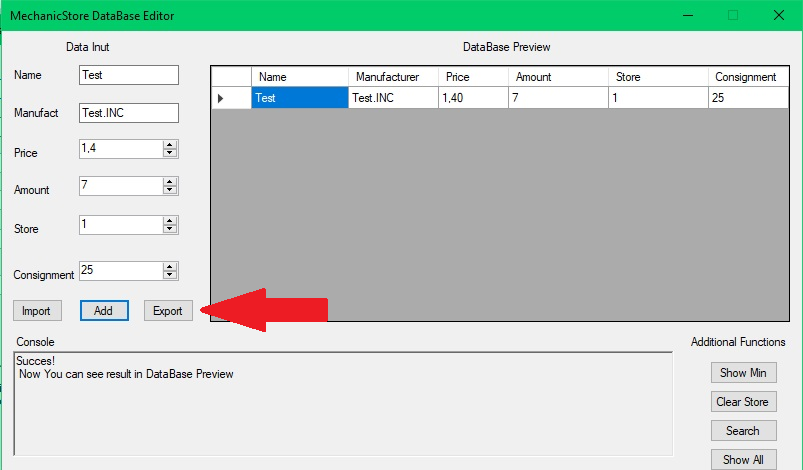 MechanicStore DataBase Editor
Data Inut
DataBase Preview
Name Test
Manufact Test.INC
Price 1,4
Amount 7
Store 1
Consignment 25
Name Manufacturer Price Amount Store Consignment
Test Test.INC 1,40 7 1 25
Import Add Export
Console
Succes!
Now You can see result in DataBase Preview
Additional Functions
Show Min
Clear Store
Search
Show All